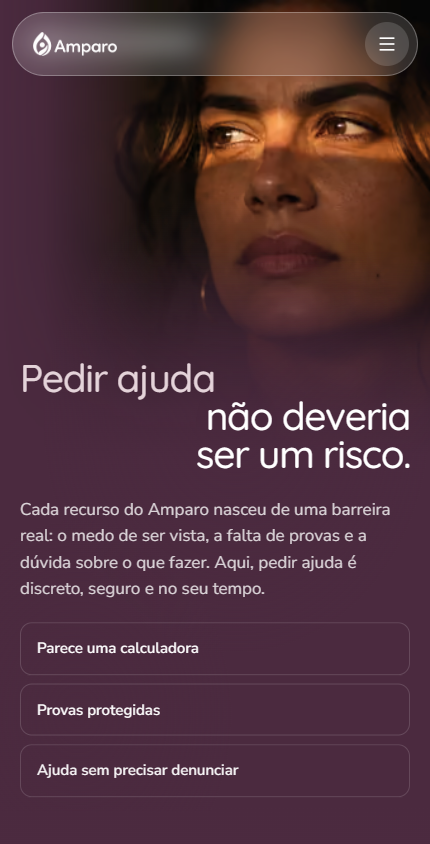 Amparo
Pedir ajuda
não deveria
ser um risco.
Cada recurso do Amparo nasceu de uma barreira
real: o medo de ser vista, a falta de provas e a
dúvida sobre o que fazer. Aqui, pedir ajuda é
discreto, seguro e no seu tempo.
Parece uma calculadora
Provas protegidas
Ajuda sem precisar denunciar